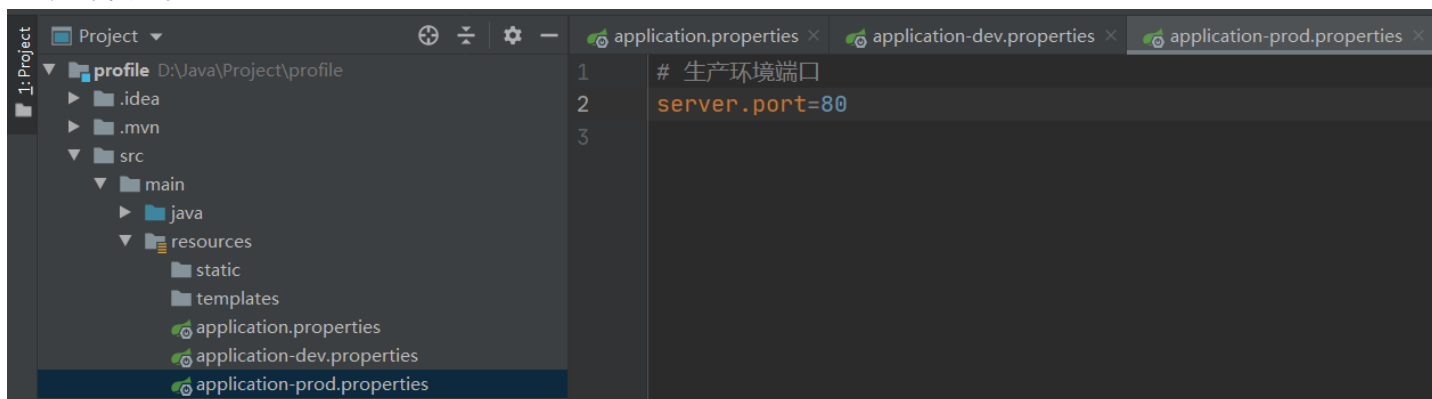 1: Project
Project
profile D:\Java\Project\profile
.idea
.mvn
src
main
java
resources
static
templates
application.properties
application-dev.properties
application-prod.properties
application.properties
application-dev.properties
application-prod.properties
1 # 生产环境端口
2 server.port=80
3